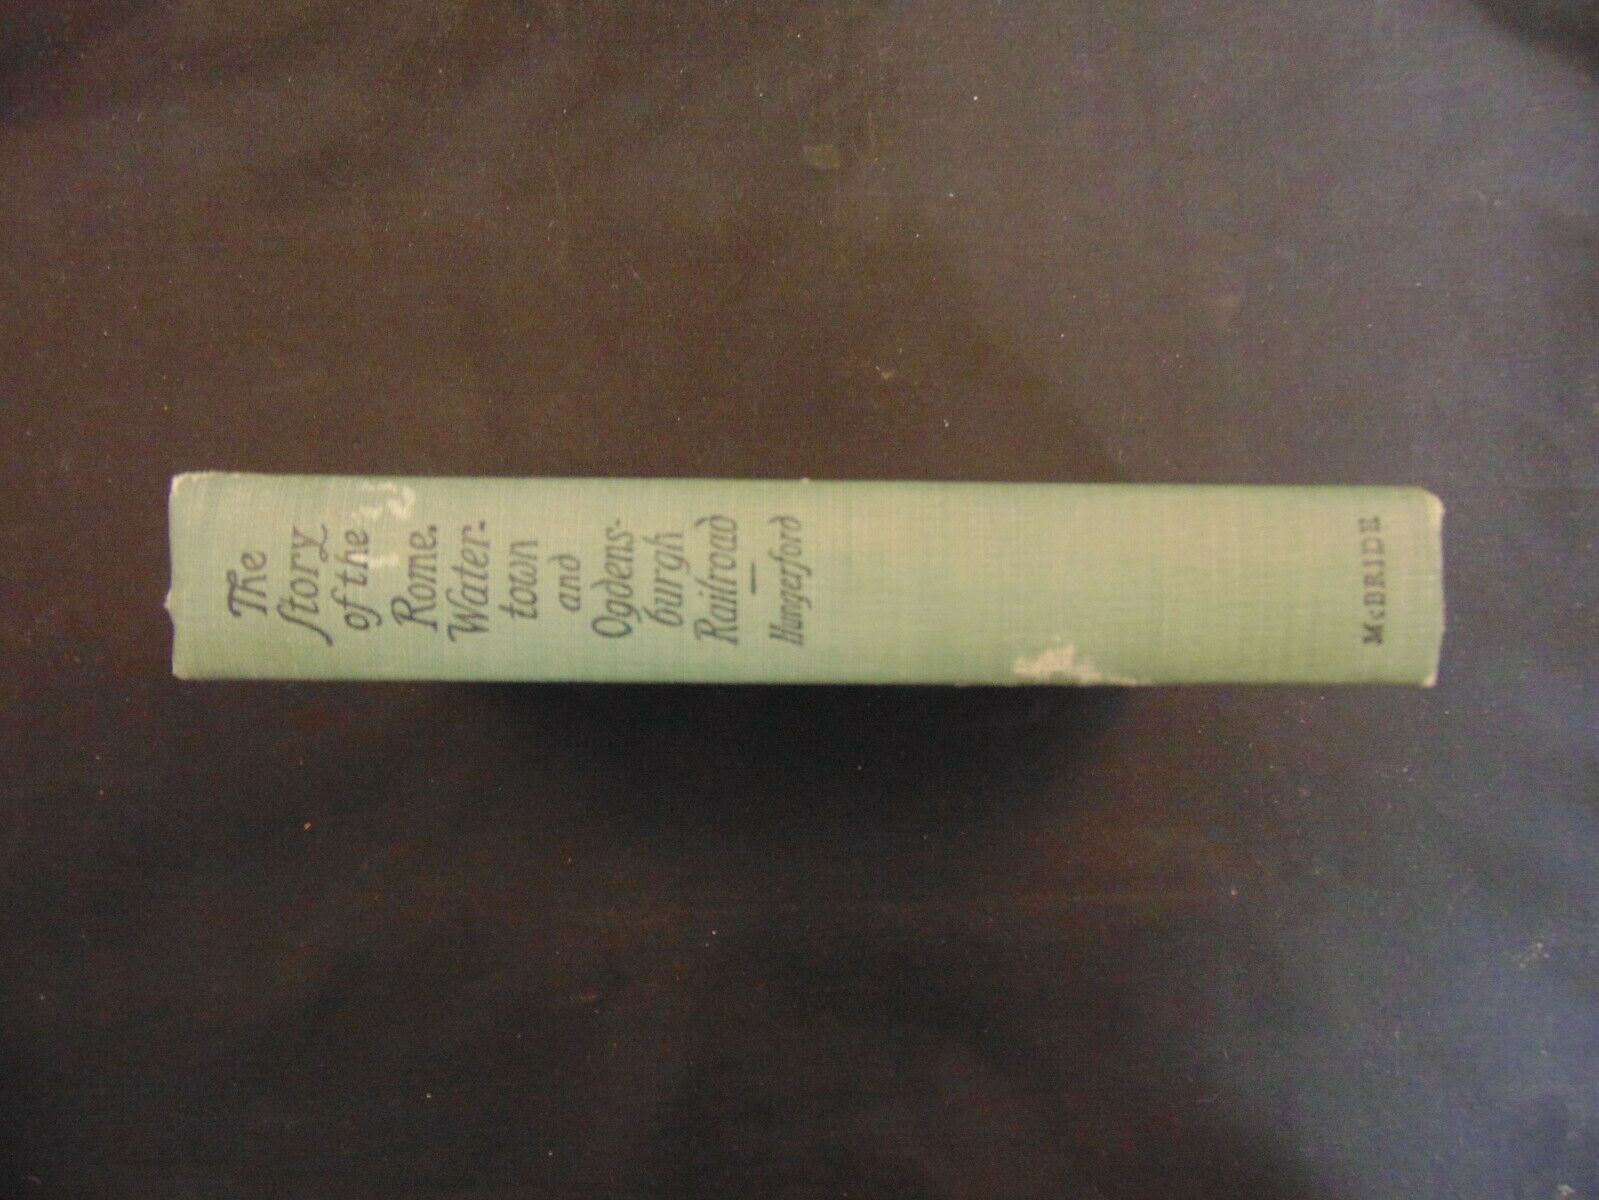 The
Story
of the
Rome.
Water-
town
and
Ogdens-
burgh
Railroad
—
Hungerford
McBRIDE